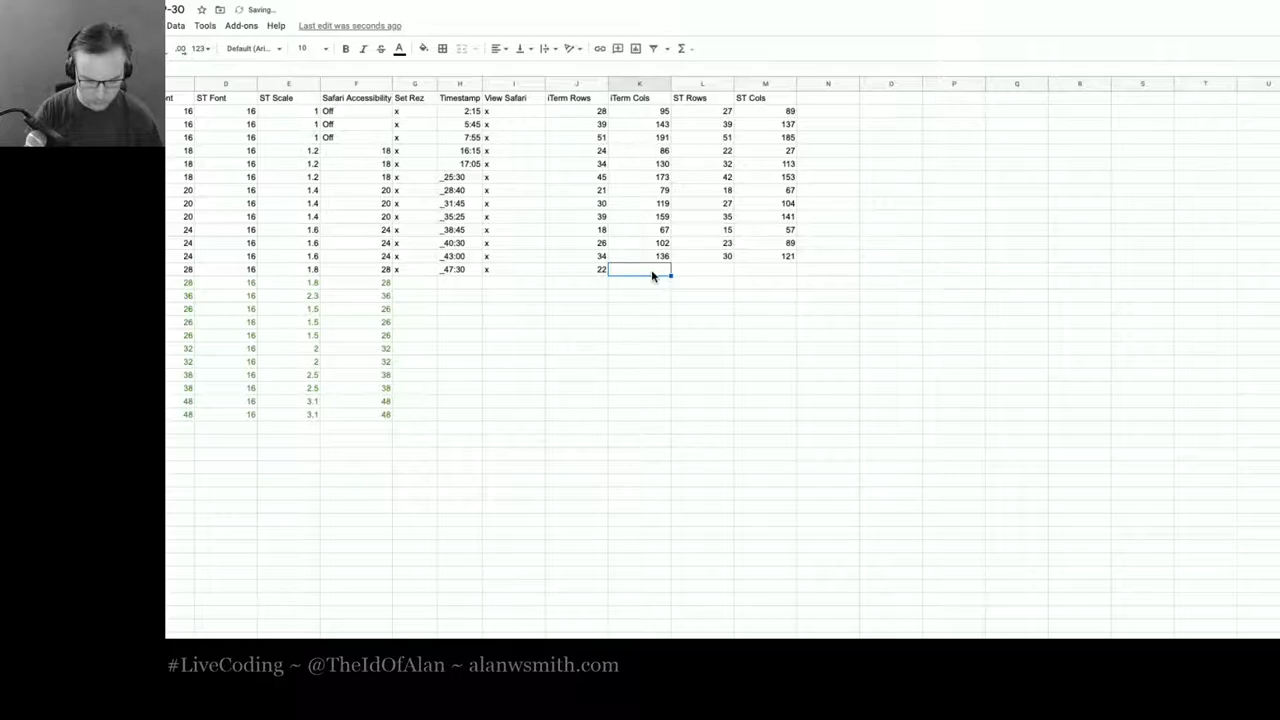 -30 Saving...
Data Tools Add-ons Help Last edit was seconds ago
.00 123 Default (Ari... 10 B I S A
D E F G H I J K L M N O P Q R S T U
nt ST Font ST Scale Safari Accessibility Set Rez Timestamp View Safari iTerm Rows iTerm Cols ST Rows ST Cols
16 16 1 Off x 2:15 x 28 95 27 89
16 16 1 Off x 5:45 x 39 143 39 137
16 16 1 Off x 7:55 x 51 191 51 185
18 16 1.2 18 x 16:15 x 24 86 22 27
18 16 1.2 18 x 17:05 x 34 130 32 113
18 16 1.2 18 x _25:30 x 45 173 42 153
20 16 1.4 20 x _28:40 x 21 79 18 67
20 16 1.4 20 x _31:45 x 30 119 27 104
20 16 1.4 20 x _35:25 x 39 159 35 141
24 16 1.6 24 x _38:45 x 18 67 15 57
24 16 1.6 24 x _40:30 x 26 102 23 89
24 16 1.6 24 x _43:00 x 34 136 30 121
28 16 1.8 28 x _47:30 x 22
28 16 1.8 28
36 16 2.3 36
26 16 1.5 26
26 16 1.5 26
26 16 1.5 26
32 16 2 32
32 16 2 32
38 16 2.5 38
38 16 2.5 38
48 16 3.1 48
48 16 3.1 48
#LiveCoding ~ @TheIdOfAlan ~ alanwsmith.com